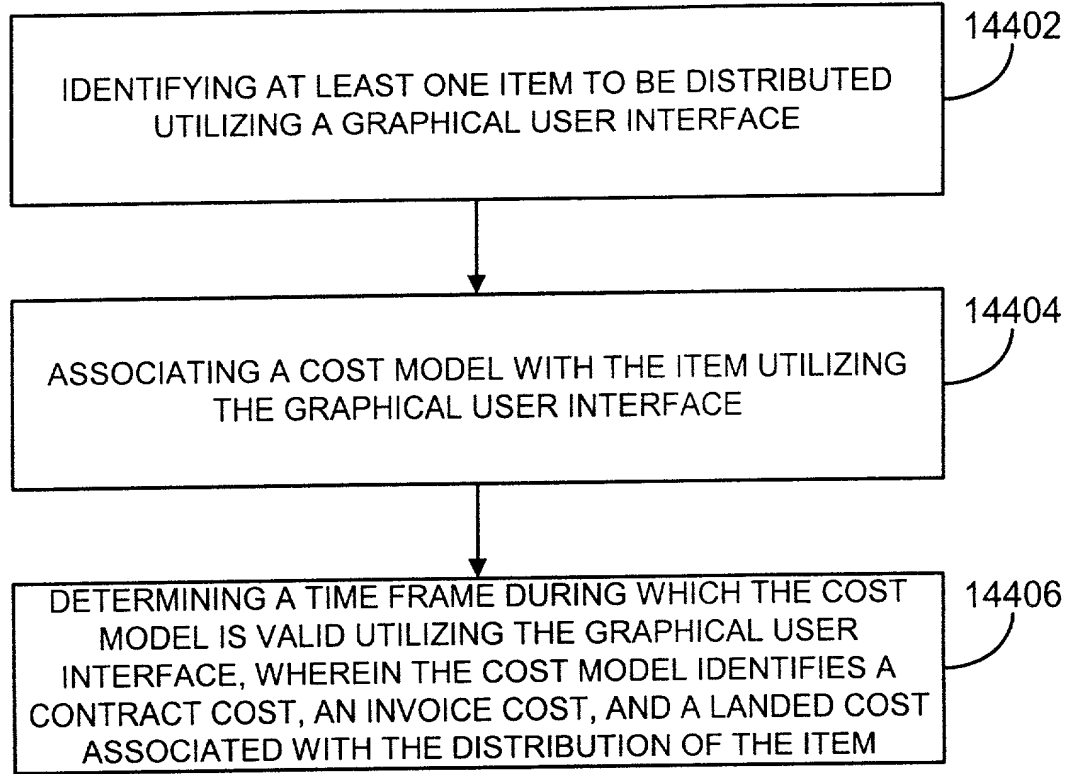 14402
IDENTIFYING AT LEAST ONE ITEM TO BE DISTRIBUTED
UTILIZING A GRAPHICAL USER INTERFACE
14404
ASSOCIATING A COST MODEL WITH THE ITEM UTILIZING
THE GRAPHICAL USER INTERFACE
14406
DETERMINING A TIME FRAME DURING WHICH THE COST
MODEL IS VALID UTILIZING THE GRAPHICAL USER
INTERFACE, WHEREIN THE COST MODEL IDENTIFIES A
CONTRACT COST, AN INVOICE COST, AND A LANDED COST
ASSOCIATED WITH THE DISTRIBUTION OF THE ITEM